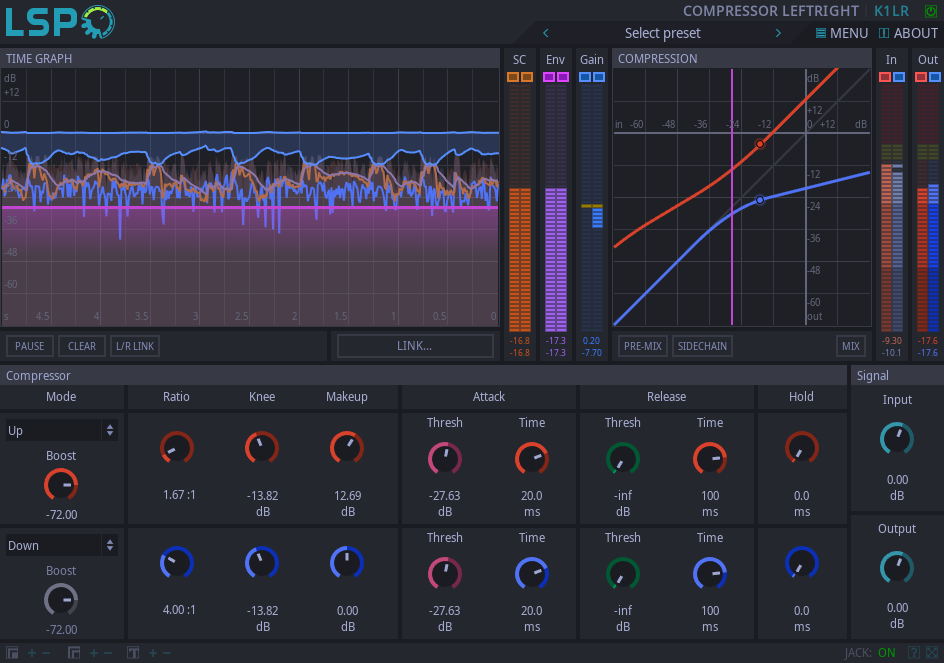 LSP
COMPRESSOR LEFTRIGHT K1LR
Select preset
MENU ABOUT
TIME GRAPH
SC Env Gain
COMPRESSION
In Out
dB
+12
0
-12
-36
-48
-60
s 4.5 4 3.5 3 2.5 2 1.5 1 0.5 0
dB
+12
in -60 -48 -36 -24 -12 0 +12 dB
-12
-24
-36
-48
-60
out
-16.8 -17.3 0.20 -9.30 -17.6
-16.8 -17.3 -7.70 -10.1 -17.6
PAUSE CLEAR L/R LINK LINK... PRE-MIX SIDECHAIN MIX
Compressor Signal
Mode Ratio Knee Makeup Attack Release Hold Input
Up
Boost
-72.00
1.67 :1
-13.82
dB
12.69
dB
Thresh Time
-27.63 20.0
dB ms
Thresh Time
-inf 100
dB ms
0.0
ms
0.00
dB
Down
Boost
-72.00
4.00 :1
-13.82
dB
0.00
dB
Thresh Time
-27.63 20.0
dB ms
Thresh Time
-inf 100
dB ms
0.0
ms
Output
0.00
dB
JACK: ON